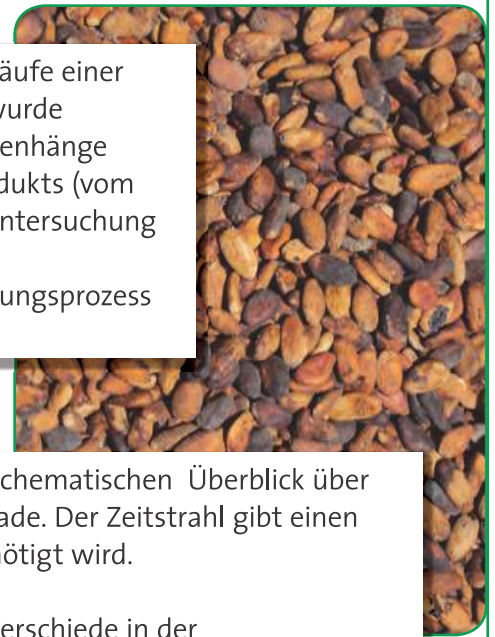 äufe einer
wurde
enhänge
dukts (vom
ntersuchung
ungsprozess
chematischen Überblick über
ade. Der Zeitstrahl gibt einen
nötigt wird.
erschiede in der